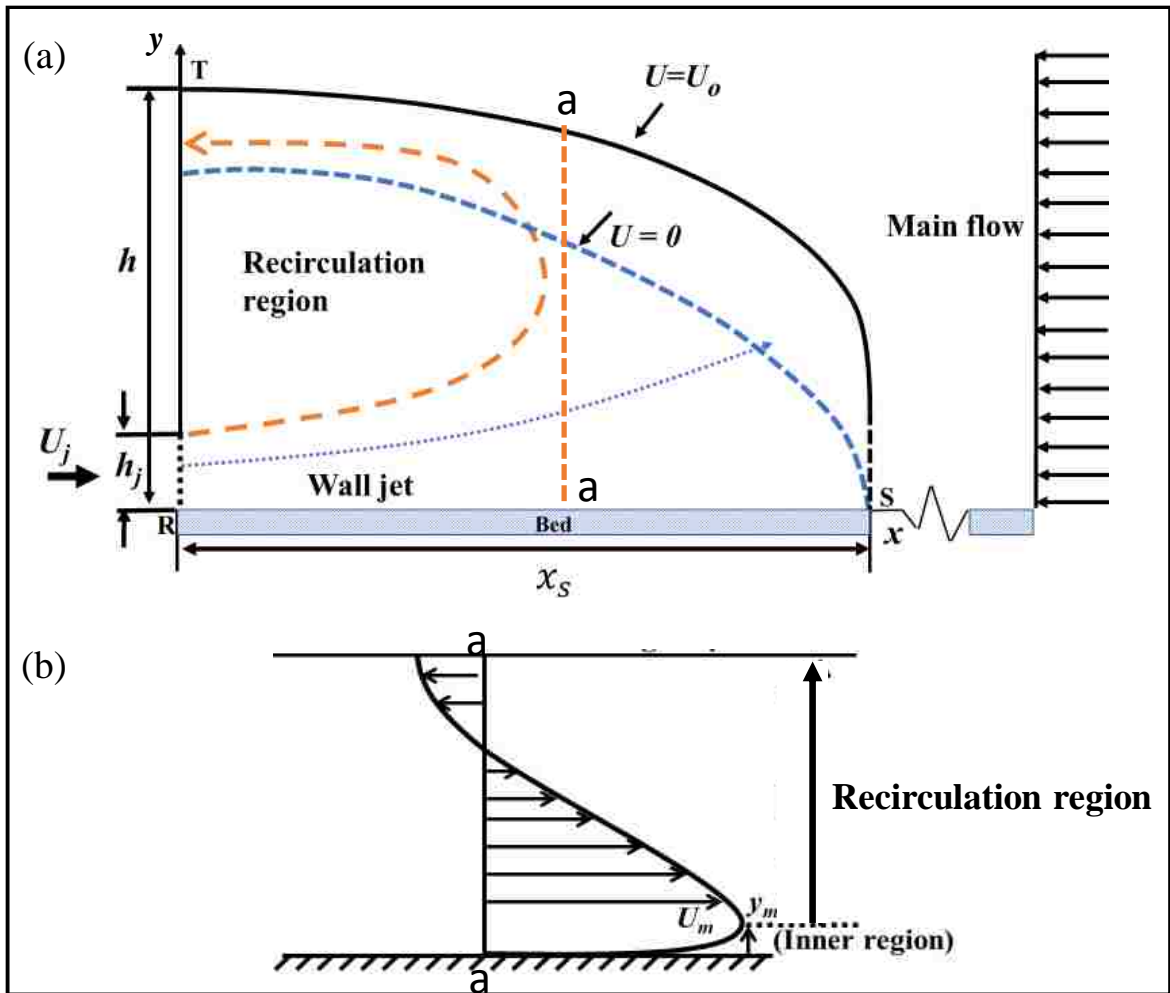 (a)
y
T
U=Uo
a
Main flow
U = 0
h
Recirculation
region
Uj
hj
Wall jet
a
S
R
Bed
x
xS
(b)
a
Recirculation region
Um
ym
(Inner region)
a